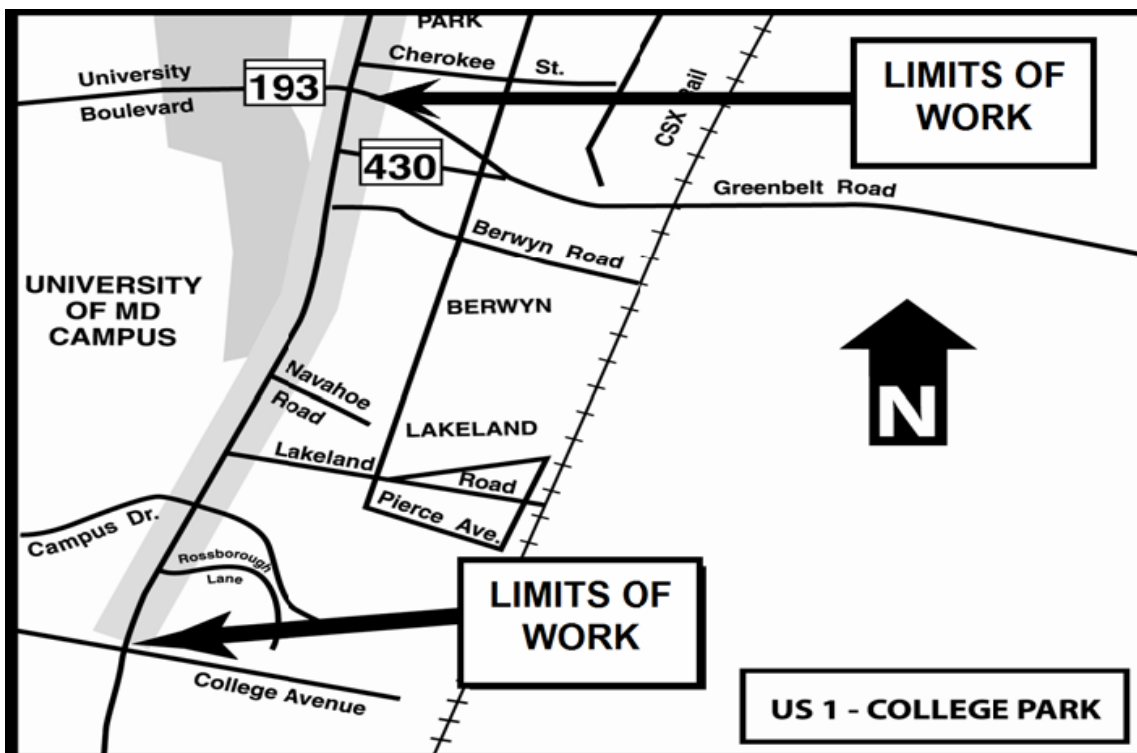 PARK
Cherokee St.
University
Boulevard
193
LIMITS OF
WORK
CSX Rail
430
Greenbelt Road
Berwyn Road
UNIVERSITY
OF MD
CAMPUS
BERWYN
Navahoe
Road
LAKELAND
Lakeland Road
Pierce Ave.
N
Campus Dr.
Rossborough
Lane
LIMITS OF
WORK
College Avenue
US 1 - COLLEGE PARK